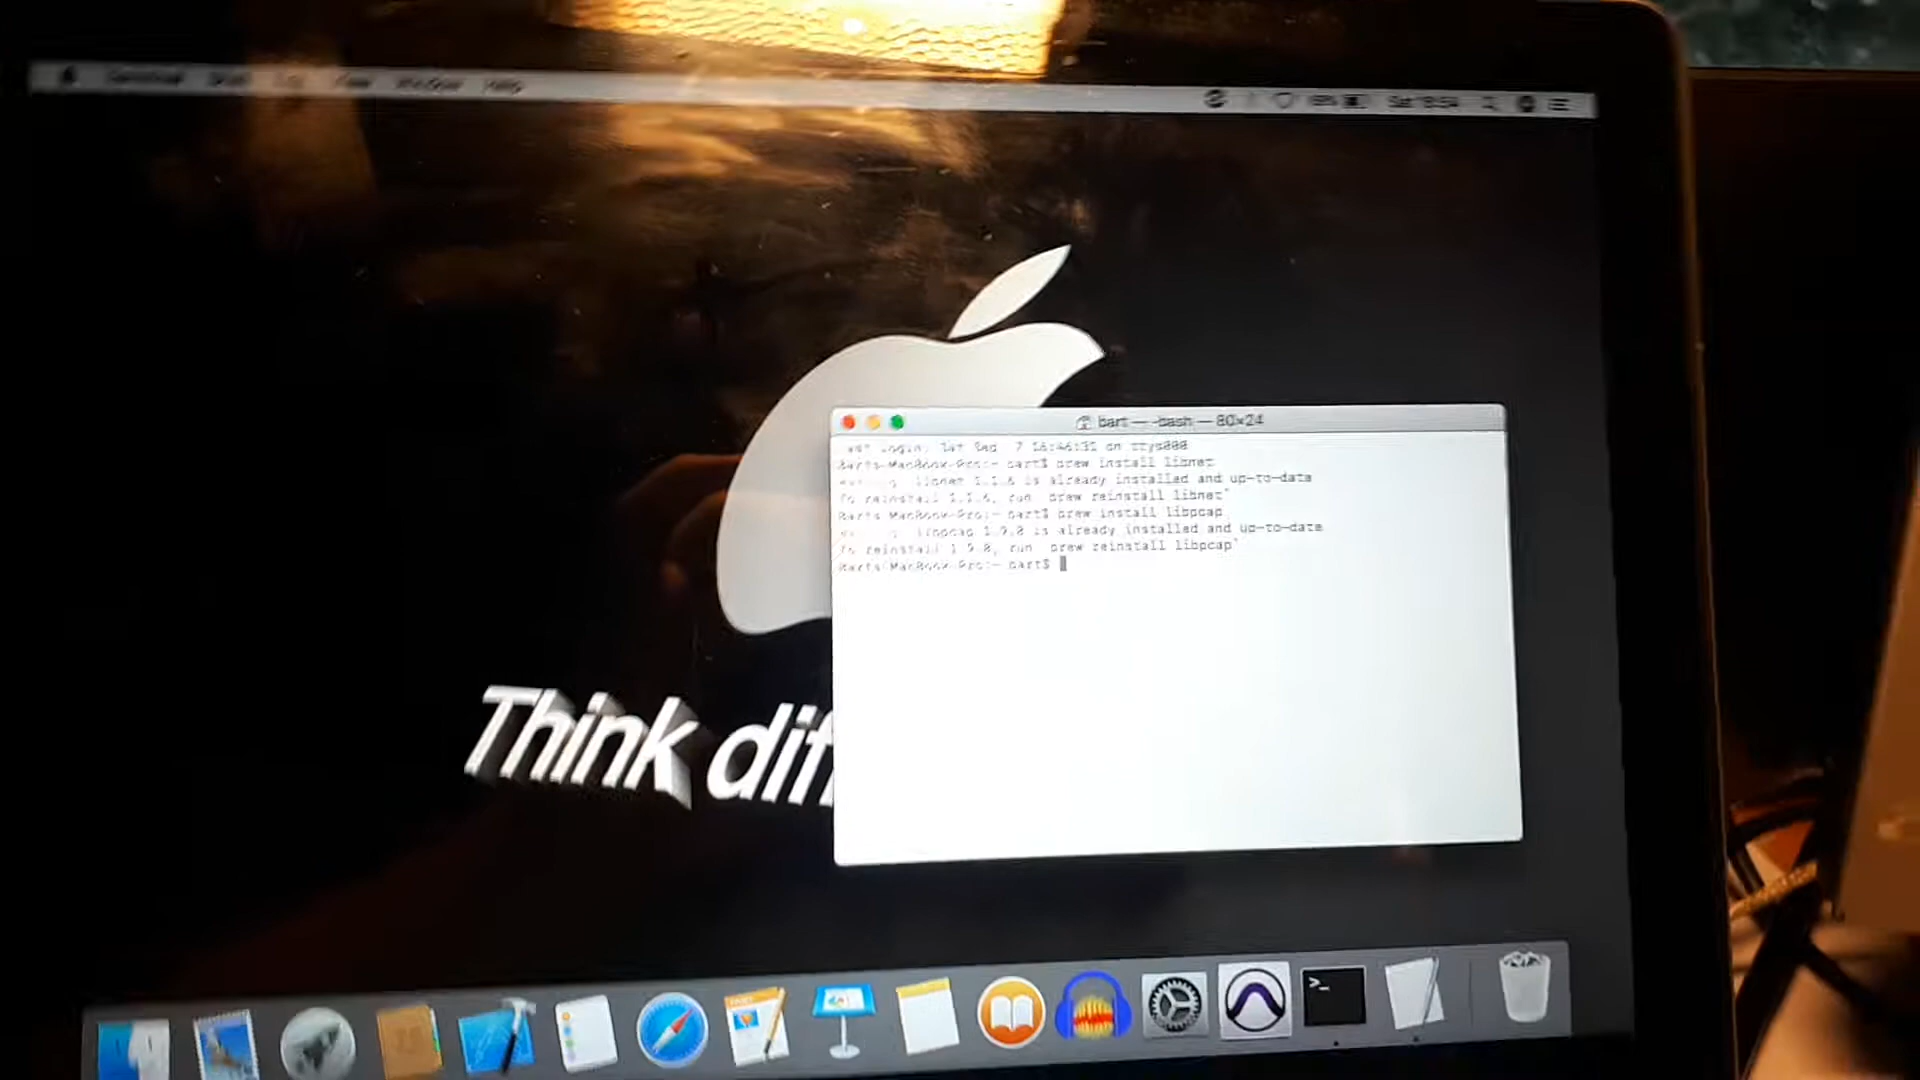 Window Help
bart — -bash — 80×24
Last login: Sat Sep 7 16:46:31 on ttys000
Barts-MacBook-Pro:~ bart$ brew install libnet
libnet 1.1.6 is already installed and up-to-date
To reinstall 1.1.6, run `brew reinstall libnet`
Barts-MacBook-Pro:~ bart$ brew install libpcap
libpcap 1.9.0 is already installed and up-to-date
To reinstall 1.9.0, run `brew reinstall libpcap`
Barts-MacBook-Pro:~ bart$
Think dif